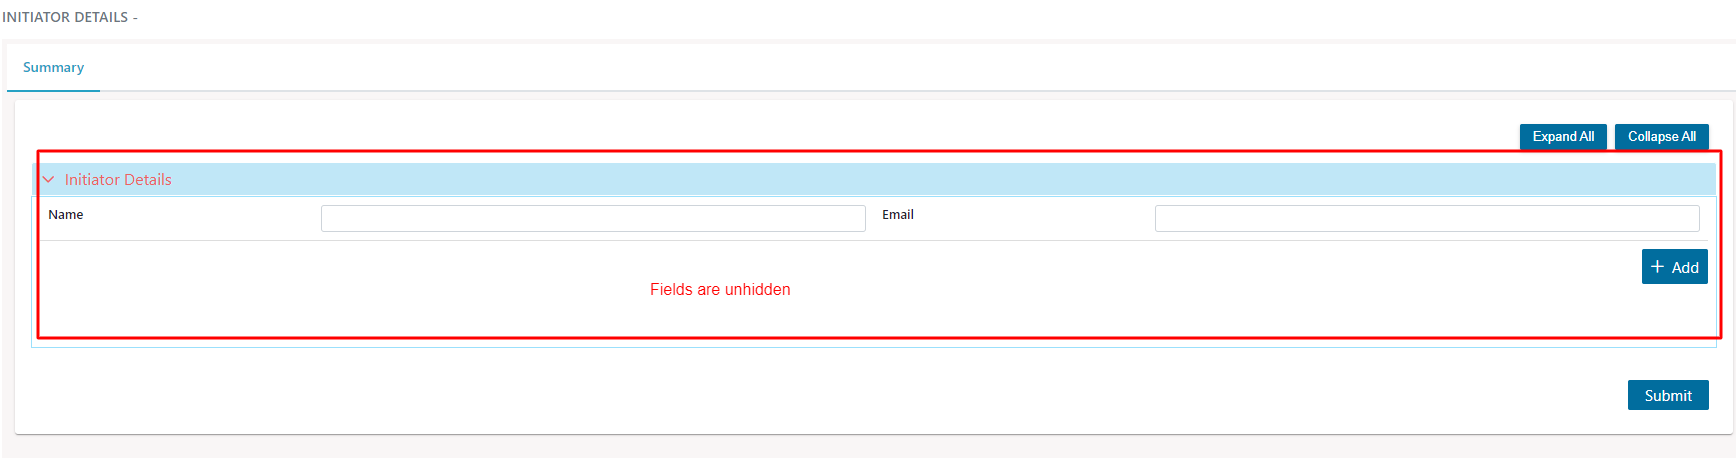 INITIATOR DETAILS -
Summary
Expand All Collapse All
Initiator Details
Name Email
+ Add
Fields are unhidden
Submit